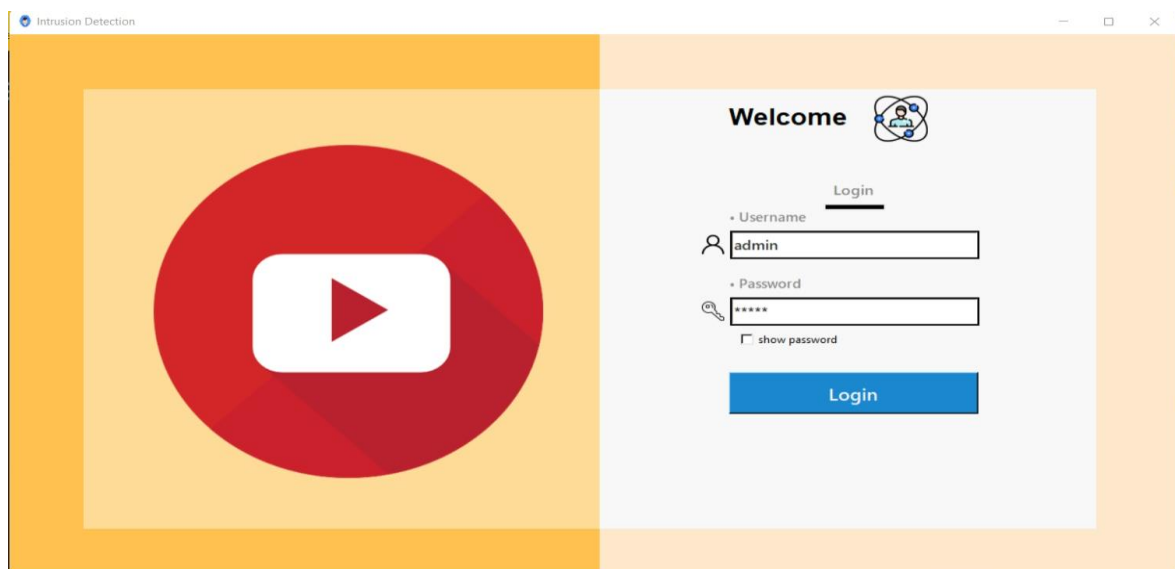 Intrusion Detection
Welcome
Login
• Username
admin
• Password
*****
show password
Login